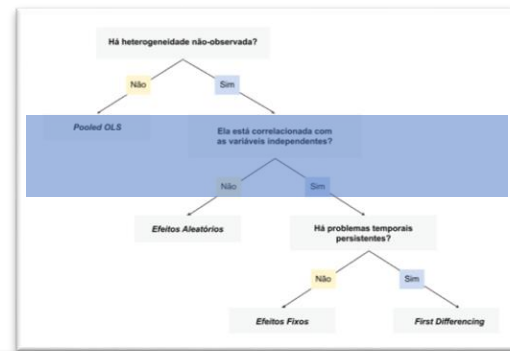 Há heterogeneidade não-observada?
Não
Sim
Pooled OLS
Ela está correlacionada com
as variáveis independentes?
Não
Sim
Efeitos Aleatórios
Há problemas temporais
persistentes?
Não
Sim
Efeitos Fixos
First Differencing